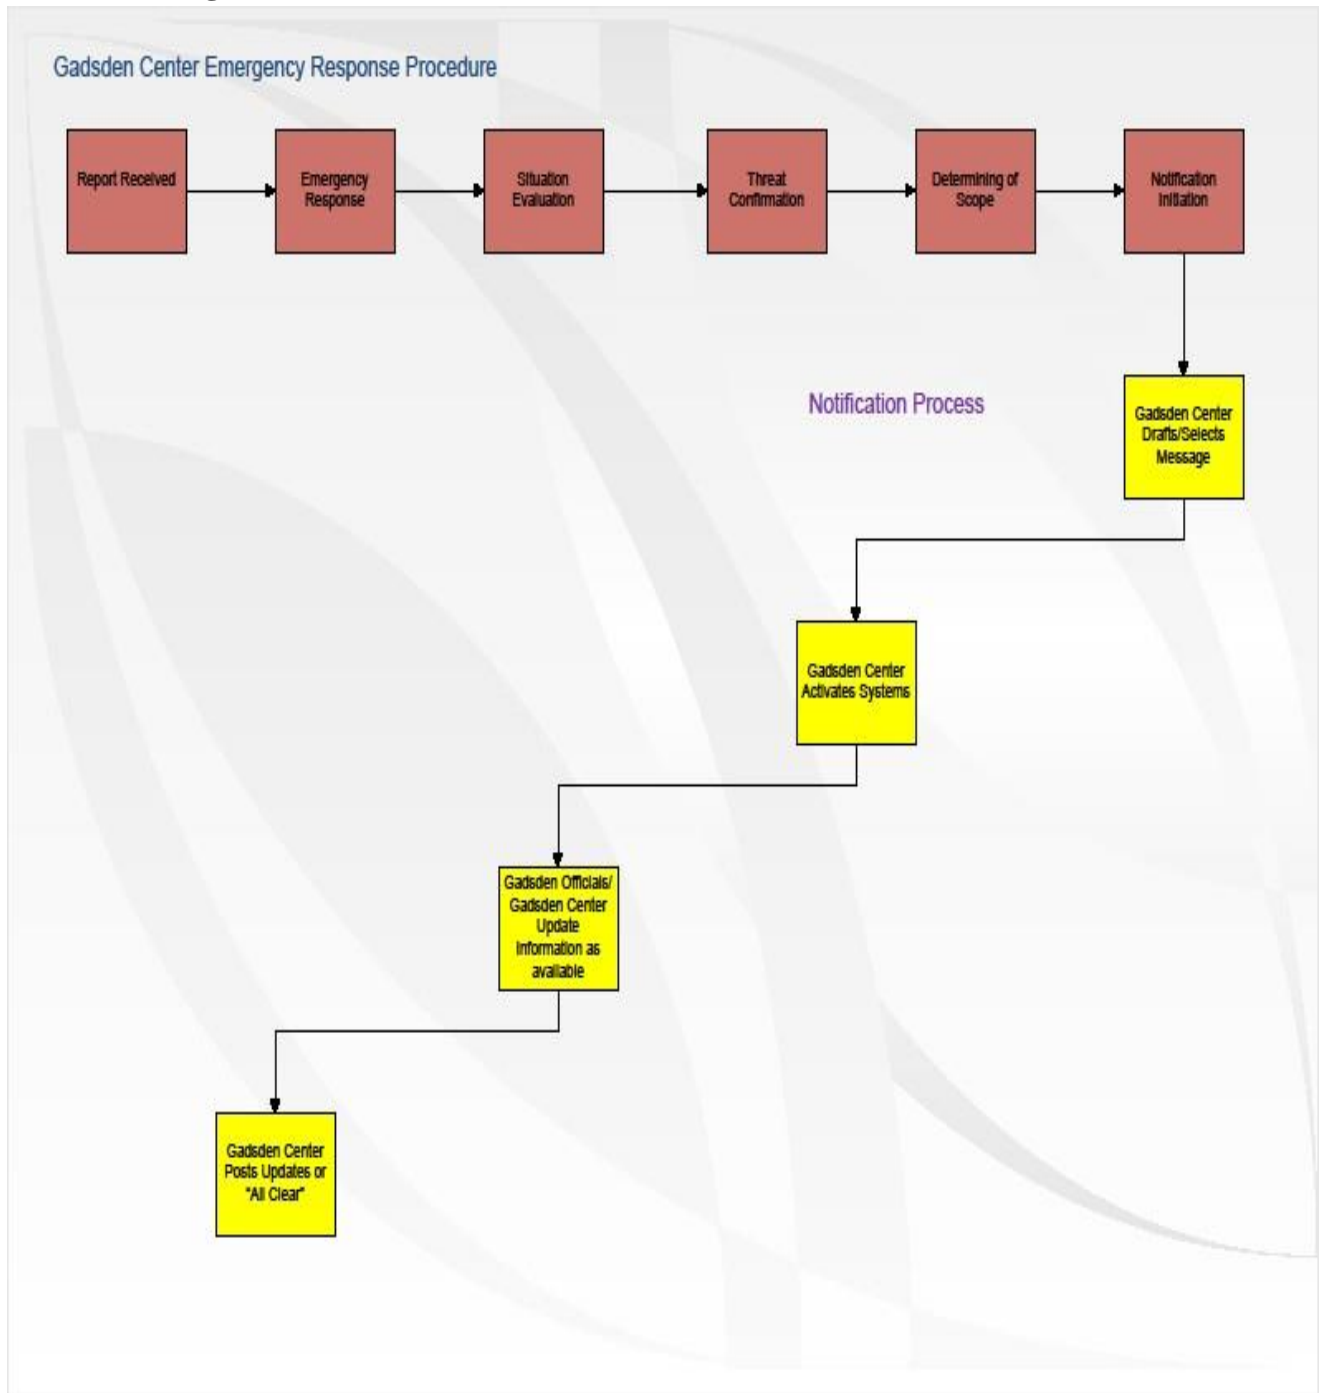 Gadsden Center Emergency Response Procedure
Report Received
Emergency
Response
Situation
Evaluation
Threat
Confirmation
Determining of
Scope
Notification
Initiation
Notification Process
Gadsden Center
Drafts/Selects
Message
Gadsden Center
Activates Systems
Gadsden Officials/
Gadsden Center
Update
Information as
available
Gadsden Center
Posts Updates or
“All Clear”